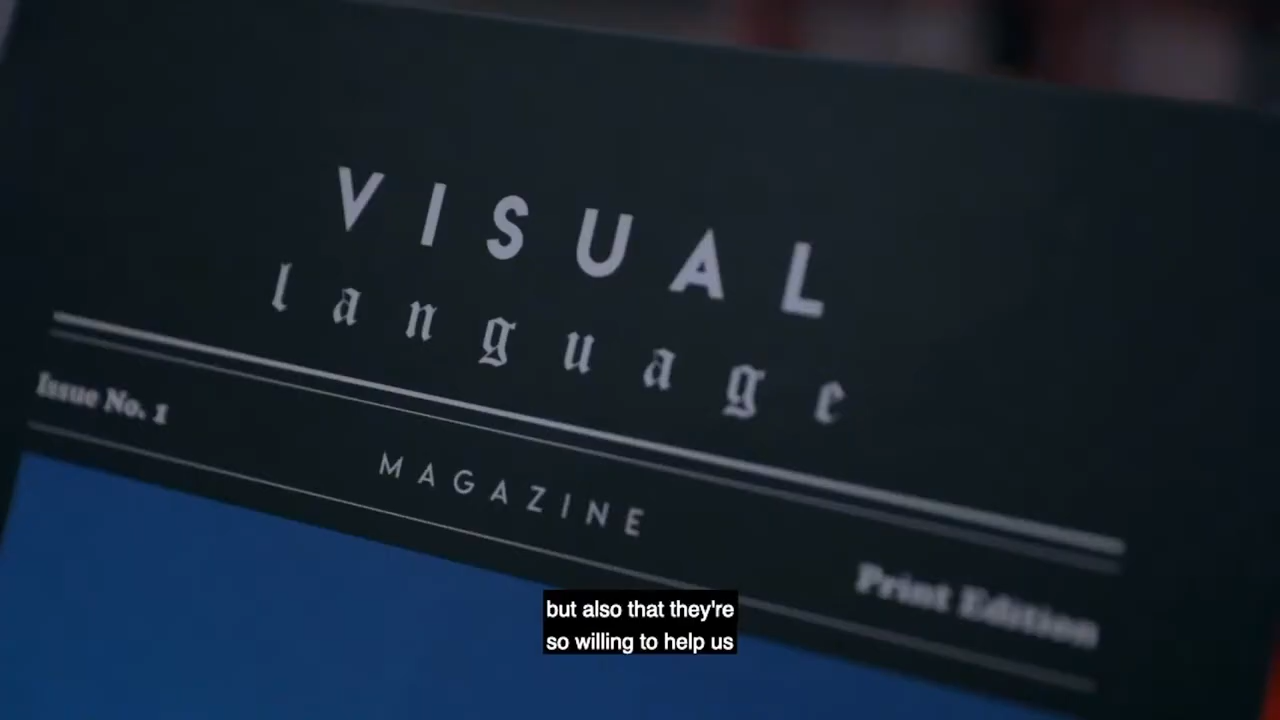 VISUAL
language
Issue No. 1
MAGAZINE
Print Edition
but also that they're
so willing to help us